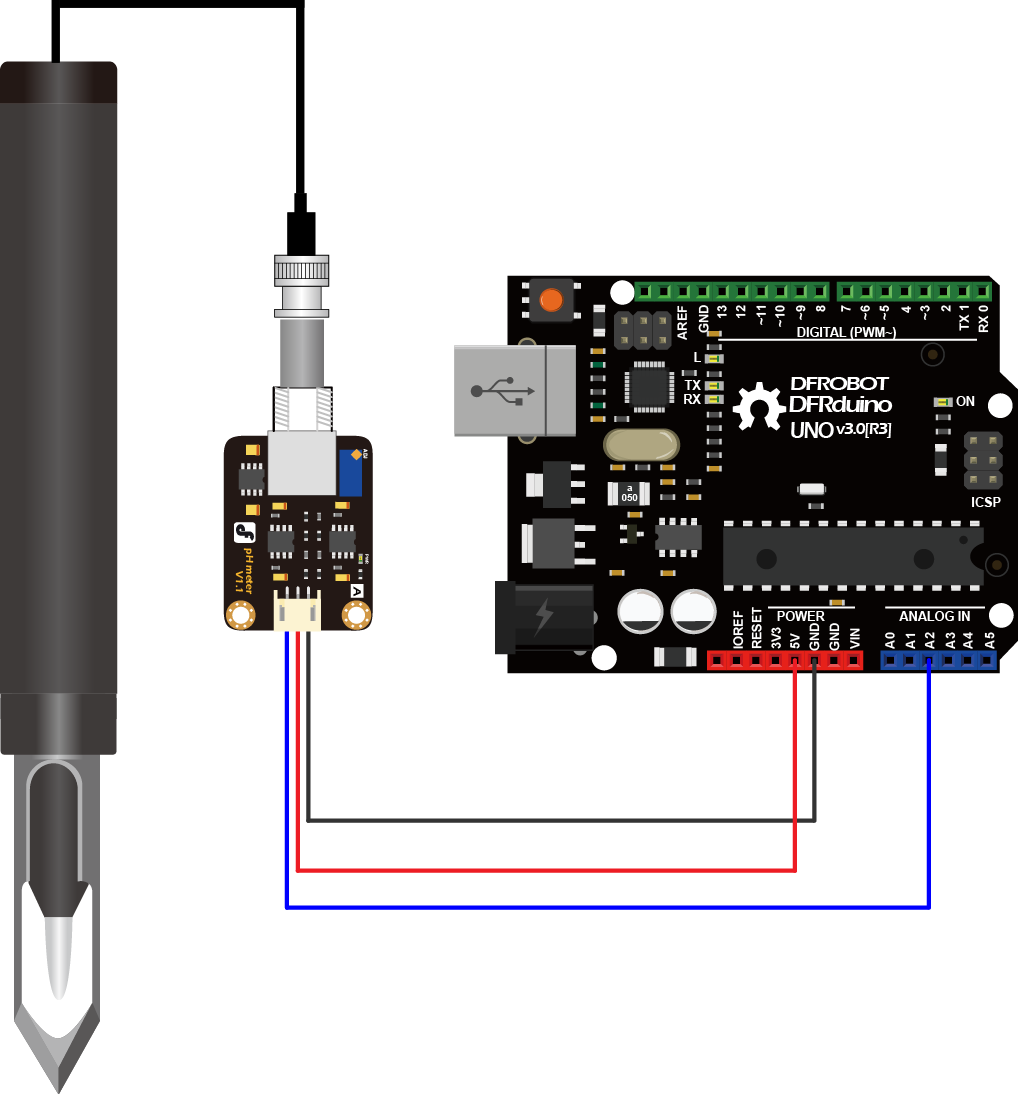 AREF
GND
13
12
~11
~10
~9
8
7
~6
~5
4
~3
2
TX 1
RX 0
DIGITAL (PWM~)
L
TX
RX
DFROBOT
DFRduino
UNO v3.0[R3]
ON
ICSP
a
050
pH meter
V1.1
A
POWER
ANALOG IN
IOREF
RESET
3V3
5V
GND
GND
VIN
A0
A1
A2
A3
A4
A5